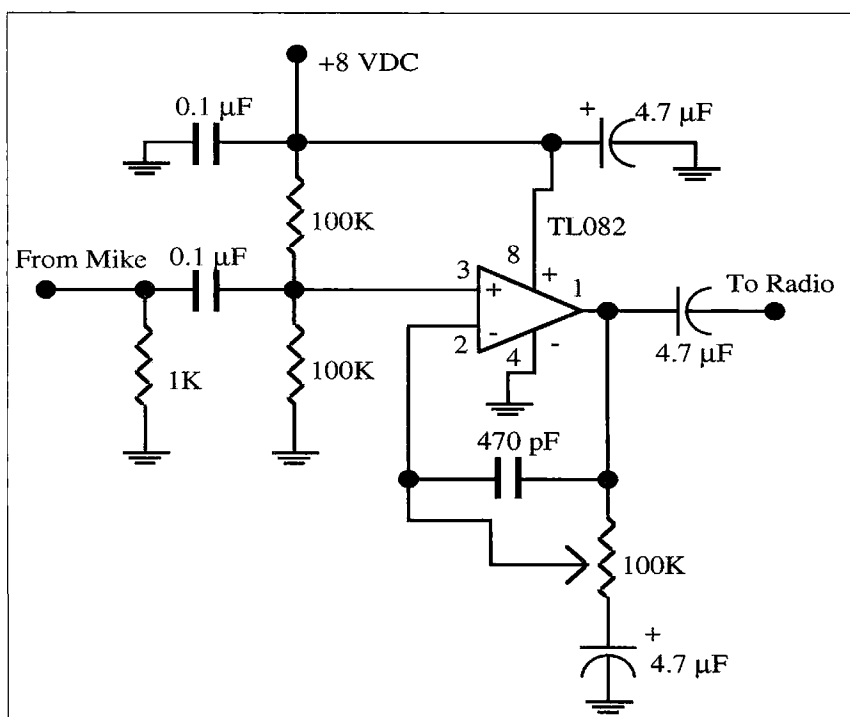 +8 VDC
0.1 µF
+
4.7 µF
100K
TL082
From Mike
0.1 µF
8
+
3
+
1
To Radio
-
2
4
-
4.7 µF
1K
100K
470 pF
100K
+
4.7 µF